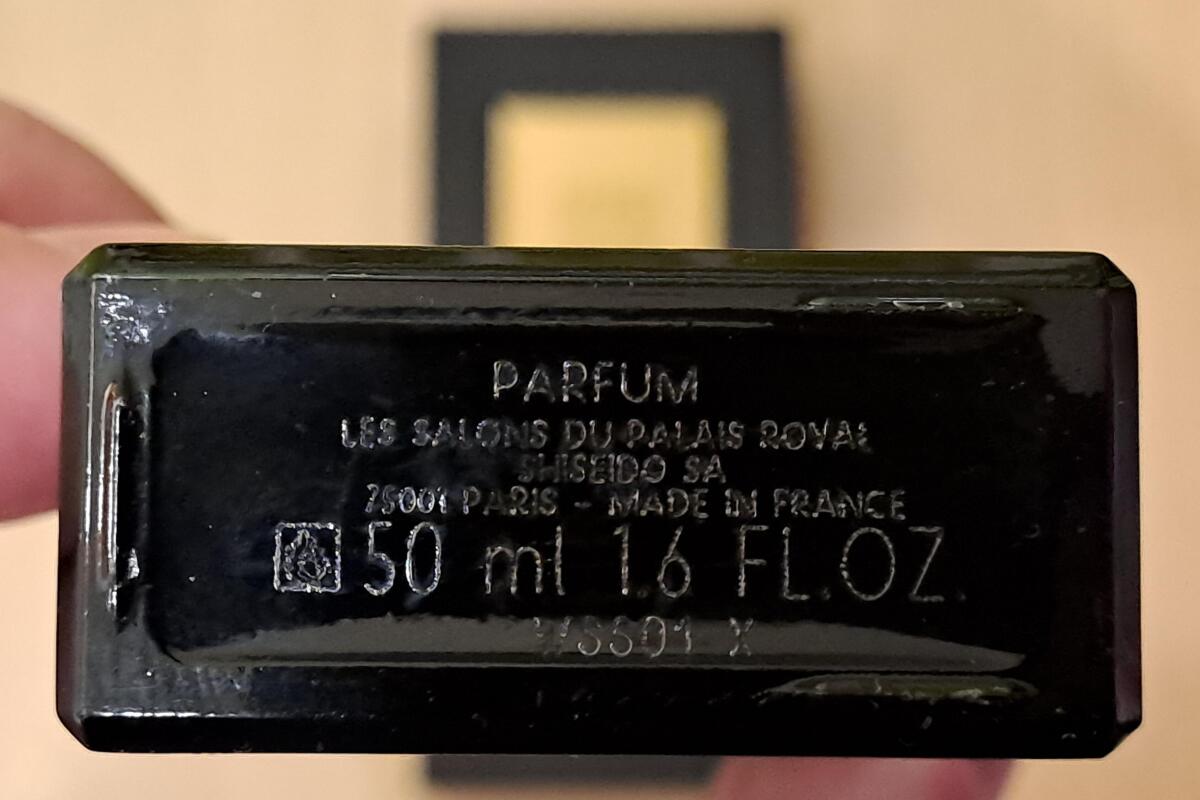 PARFUM
LES SALONS DU PALAIS ROYAL
SHISEIDO SA
75001 PARIS - MADE IN FRANCE
50 ml 1.6 FL.OZ.